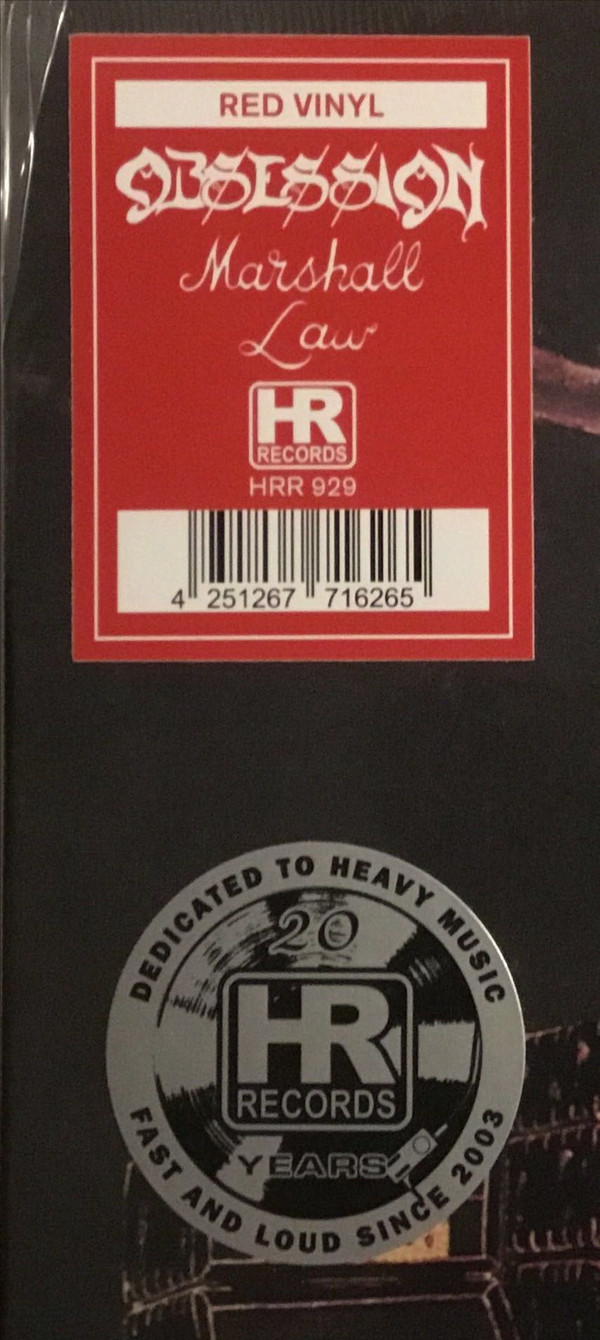 RED VINYL
OBSESSION
Marshall
Law
HR
RECORDS
HRR 929
4 251267 716265
DEDICATED TO HEAVY MUSIC
20
HR
RECORDS
YEARS
FAST AND LOUD SINCE 2003